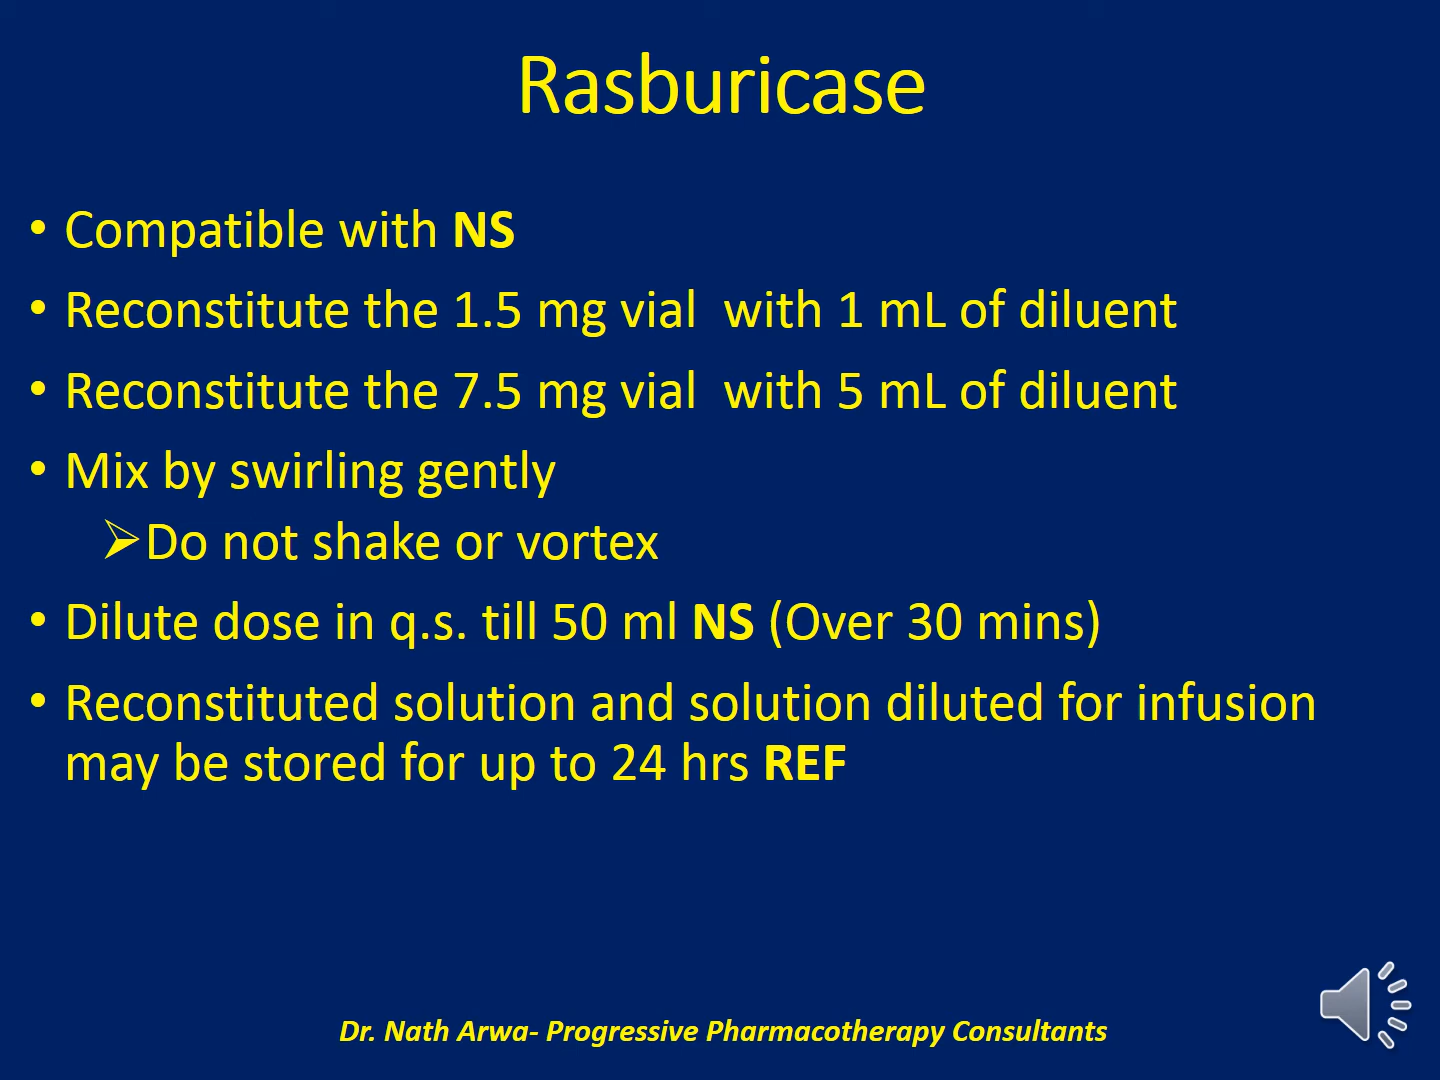 Rasburicase
• Compatible with NS
• Reconstitute the 1.5 mg vial  with 1 mL of diluent
• Reconstitute the 7.5 mg vial  with 5 mL of diluent
• Mix by swirling gently
➢Do not shake or vortex
• Dilute dose in q.s. till 50 ml NS (Over 30 mins)
• Reconstituted solution and solution diluted for infusion
may be stored for up to 24 hrs REF
Dr. Nath Arwa- Progressive Pharmacotherapy Consultants